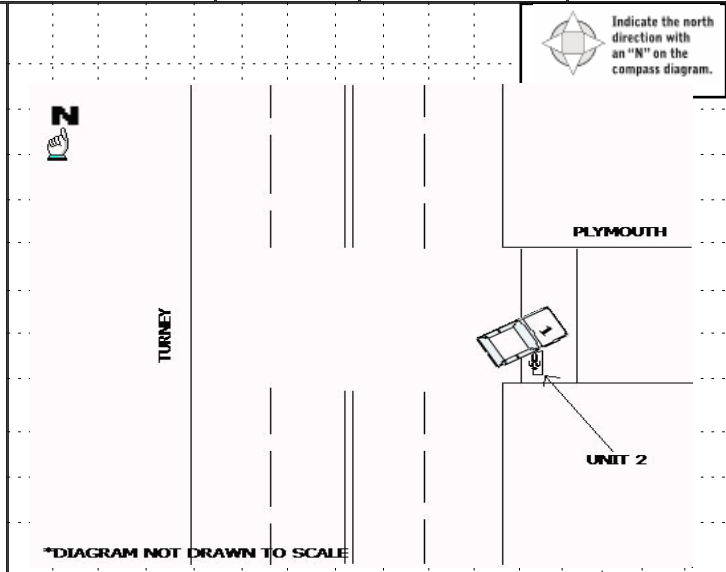 Indicate the north
direction with
an “N” on the
compass diagram.
N
PLYMOUTH
TURNEY
1
UNIT 2
*DIAGRAM NOT DRAWN TO SCALE